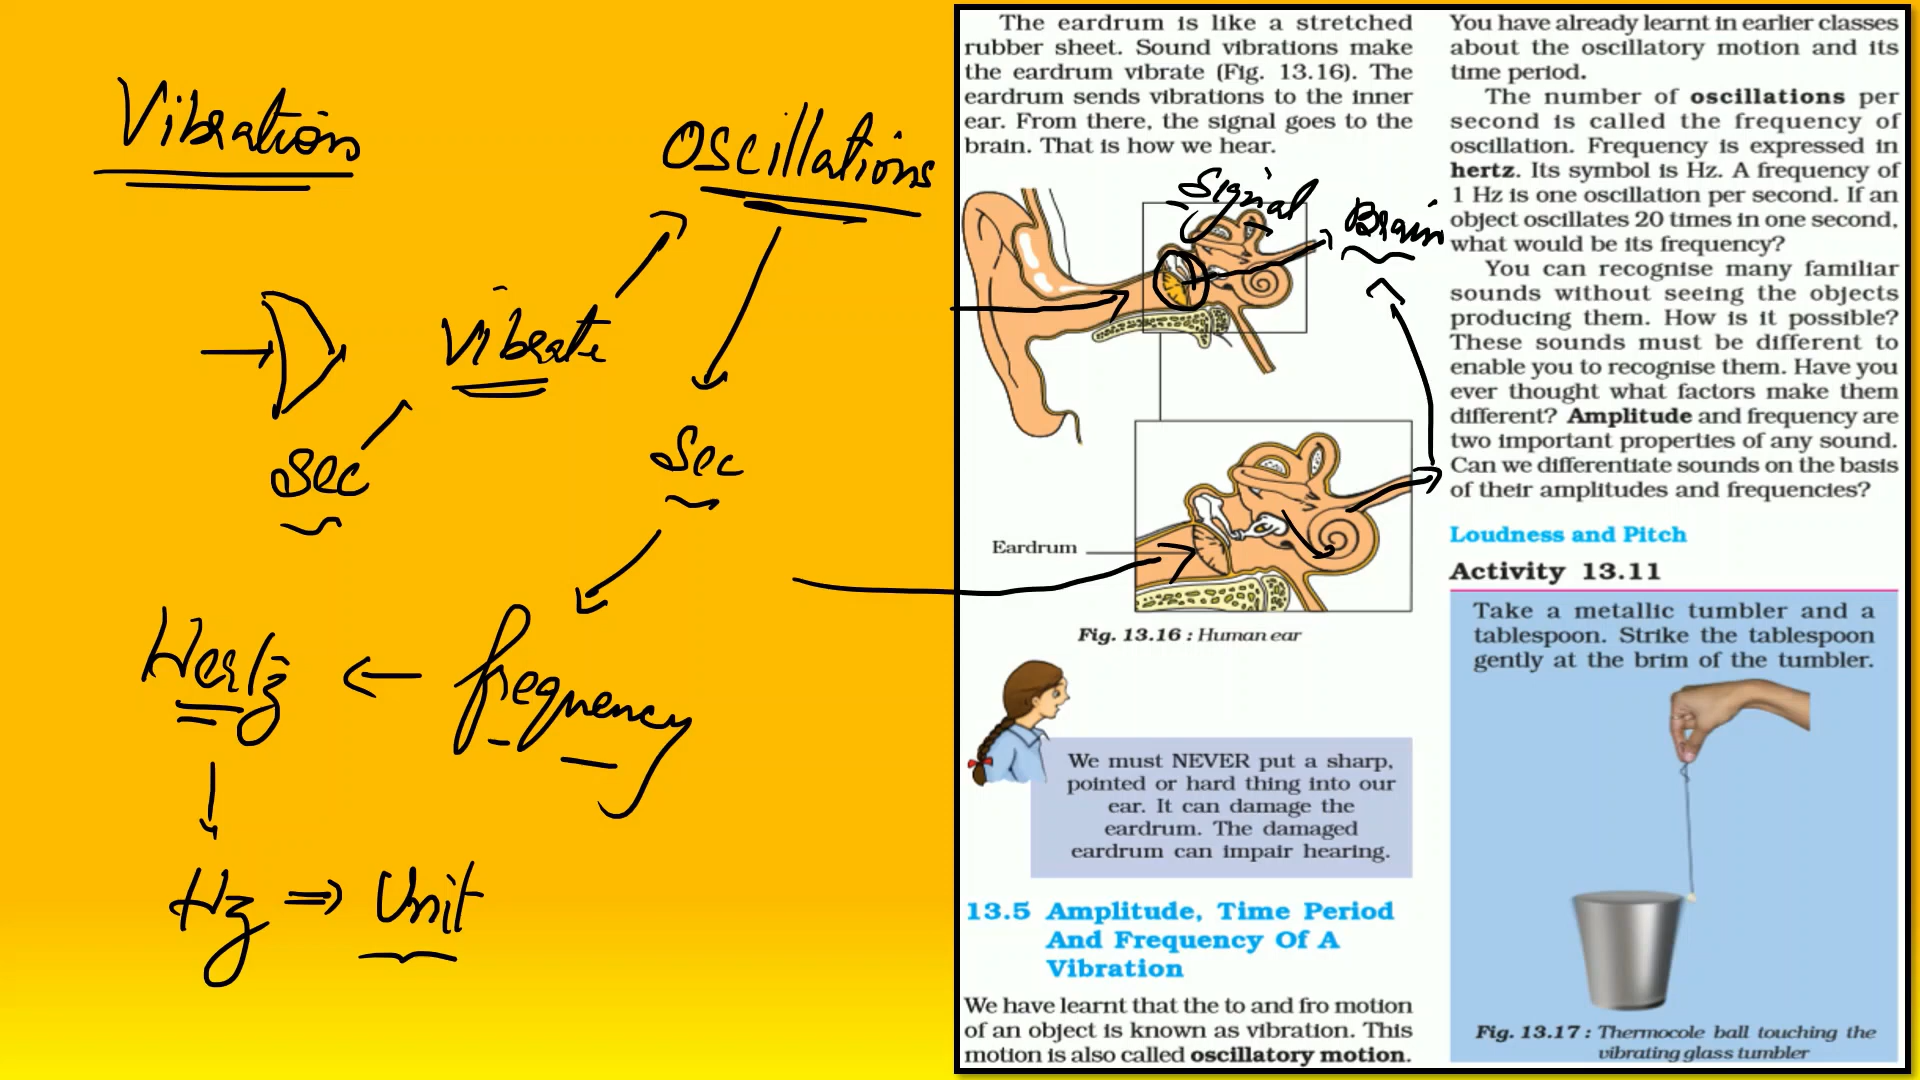 Vibration
Oscillations
Vibrate
Sec
Sec
frequency
Hertz
Hz ⇒ Unit
The eardrum is like a stretched
rubber sheet. Sound vibrations make
the eardrum vibrate (Fig. 13.16). The
eardrum sends vibrations to the inner
ear. From there, the signal goes to the
brain. That is how we hear.
Signal
Brain
Eardrum
Fig. 13.16 : Human ear
We must NEVER put a sharp,
pointed or hard thing into our
ear. It can damage the
eardrum. The damaged
eardrum can impair hearing.
13.5 Amplitude, Time Period
And Frequency Of A
Vibration
We have learnt that the to and fro motion
of an object is known as vibration. This
motion is also called oscillatory motion.
You have already learnt in earlier classes
about the oscillatory motion and its
time period.
The number of oscillations per
second is called the frequency of
oscillation. Frequency is expressed in
hertz. Its symbol is Hz. A frequency of
1 Hz is one oscillation per second. If an
object oscillates 20 times in one second,
what would be its frequency?
You can recognise many familiar
sounds without seeing the objects
producing them. How is it possible?
These sounds must be different to
enable you to recognise them. Have you
ever thought what factors make them
different? Amplitude and frequency are
two important properties of any sound.
Can we differentiate sounds on the basis
of their amplitudes and frequencies?
Loudness and Pitch
Activity 13.11
Take a metallic tumbler and a
tablespoon. Strike the tablespoon
gently at the brim of the tumbler.
Fig. 13.17 : Thermocole ball touching the
vibrating glass tumbler